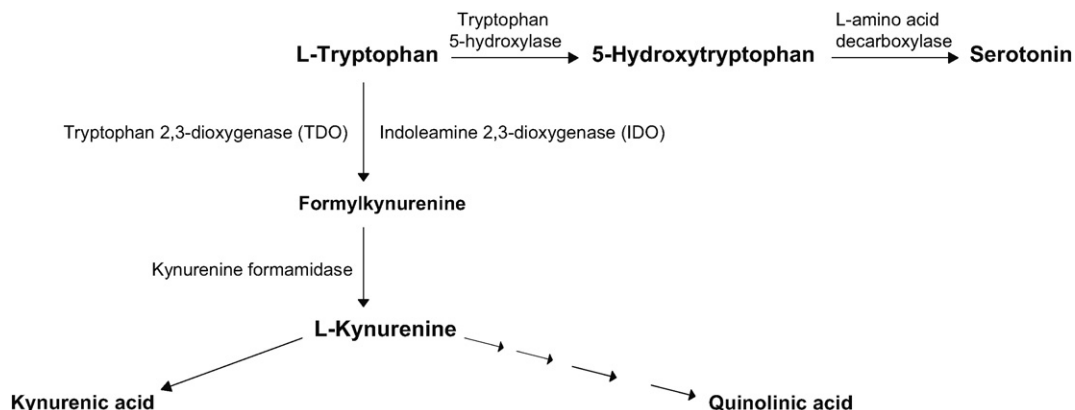 Tryptophan
5-hydroxylase
L-amino acid
decarboxylase
L-Tryptophan
5-Hydroxytryptophan
Serotonin
Tryptophan 2,3-dioxygenase (TDO)
Indoleamine 2,3-dioxygenase (IDO)
Formylkynurenine
Kynurenine formamidase
L-Kynurenine
Kynurenic acid
Quinolinic acid